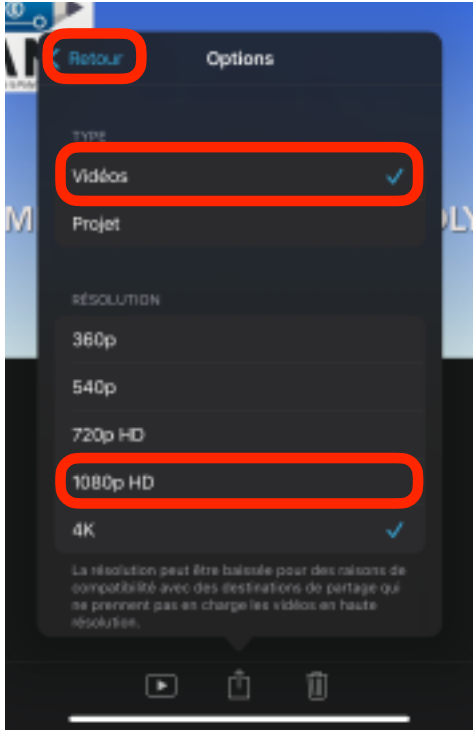 Retour
Options
TYPE
Vidéos
Projet
RÉSOLUTION
360p
540p
720p HD
1080p HD
4K
La résolution peut être baissée pour des raisons de
compatibilité avec des destinations de partage qui
ne prennent pas en charge les vidéos en haute
résolution.